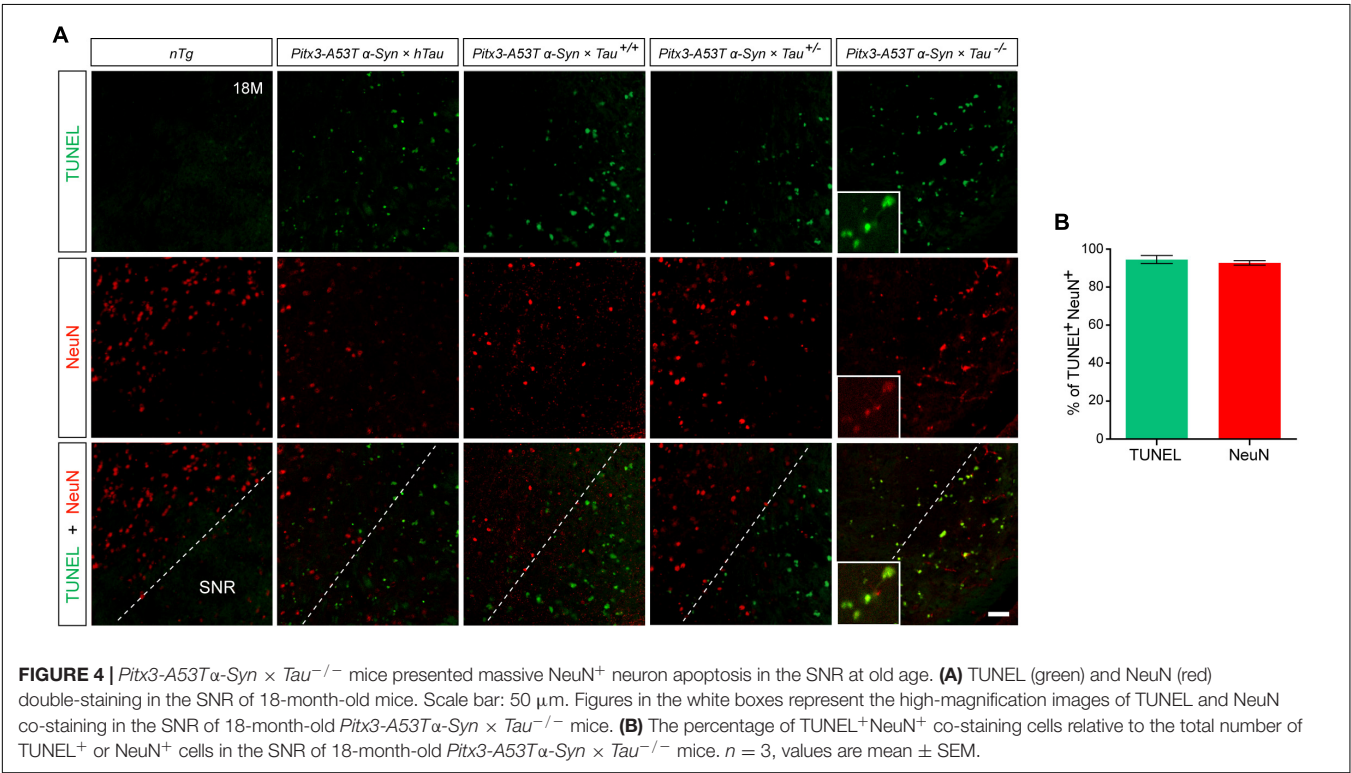 A
nTg
Pitx3-A53T α-Syn × hTau
Pitx3-A53T α-Syn × Tau+/+
Pitx3-A53T α-Syn × Tau+/-
Pitx3-A53T α-Syn × Tau-/-
TUNEL
18M
NeuN
TUNEL + NeuN
SNR
B
% of TUNEL+ NeuN+
100
80
60
40
20
0
TUNEL
NeuN
FIGURE 4 | Pitx3-A53Tα-Syn × Tau−/− mice presented massive NeuN+ neuron apoptosis in the SNR at old age. (A) TUNEL (green) and NeuN (red)
double-staining in the SNR of 18-month-old mice. Scale bar: 50 μm. Figures in the white boxes represent the high-magnification images of TUNEL and NeuN
co-staining in the SNR of 18-month-old Pitx3-A53Tα-Syn × Tau−/− mice. (B) The percentage of TUNEL+NeuN+ co-staining cells relative to the total number of
TUNEL+ or NeuN+ cells in the SNR of 18-month-old Pitx3-A53Tα-Syn × Tau−/− mice. n = 3, values are mean ± SEM.